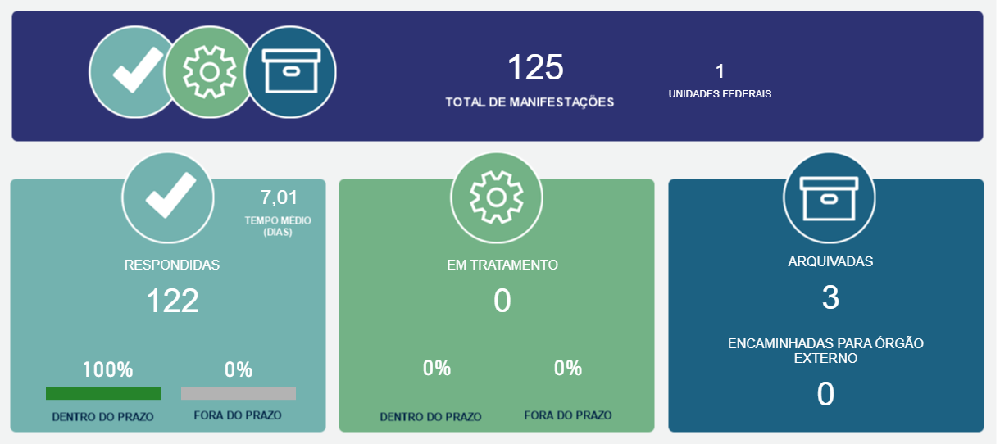 125
TOTAL DE MANIFESTAÇÕES
1
UNIDADES FEDERAIS
7,01
TEMPO MÉDIO
(DIAS)
RESPONDIDAS
122
100%
0%
DENTRO DO PRAZO
FORA DO PRAZO
EM TRATAMENTO
0
0%
0%
DENTRO DO PRAZO
FORA DO PRAZO
ARQUIVADAS
3
ENCAMINHADAS PARA ÓRGÃO
EXTERNO
0